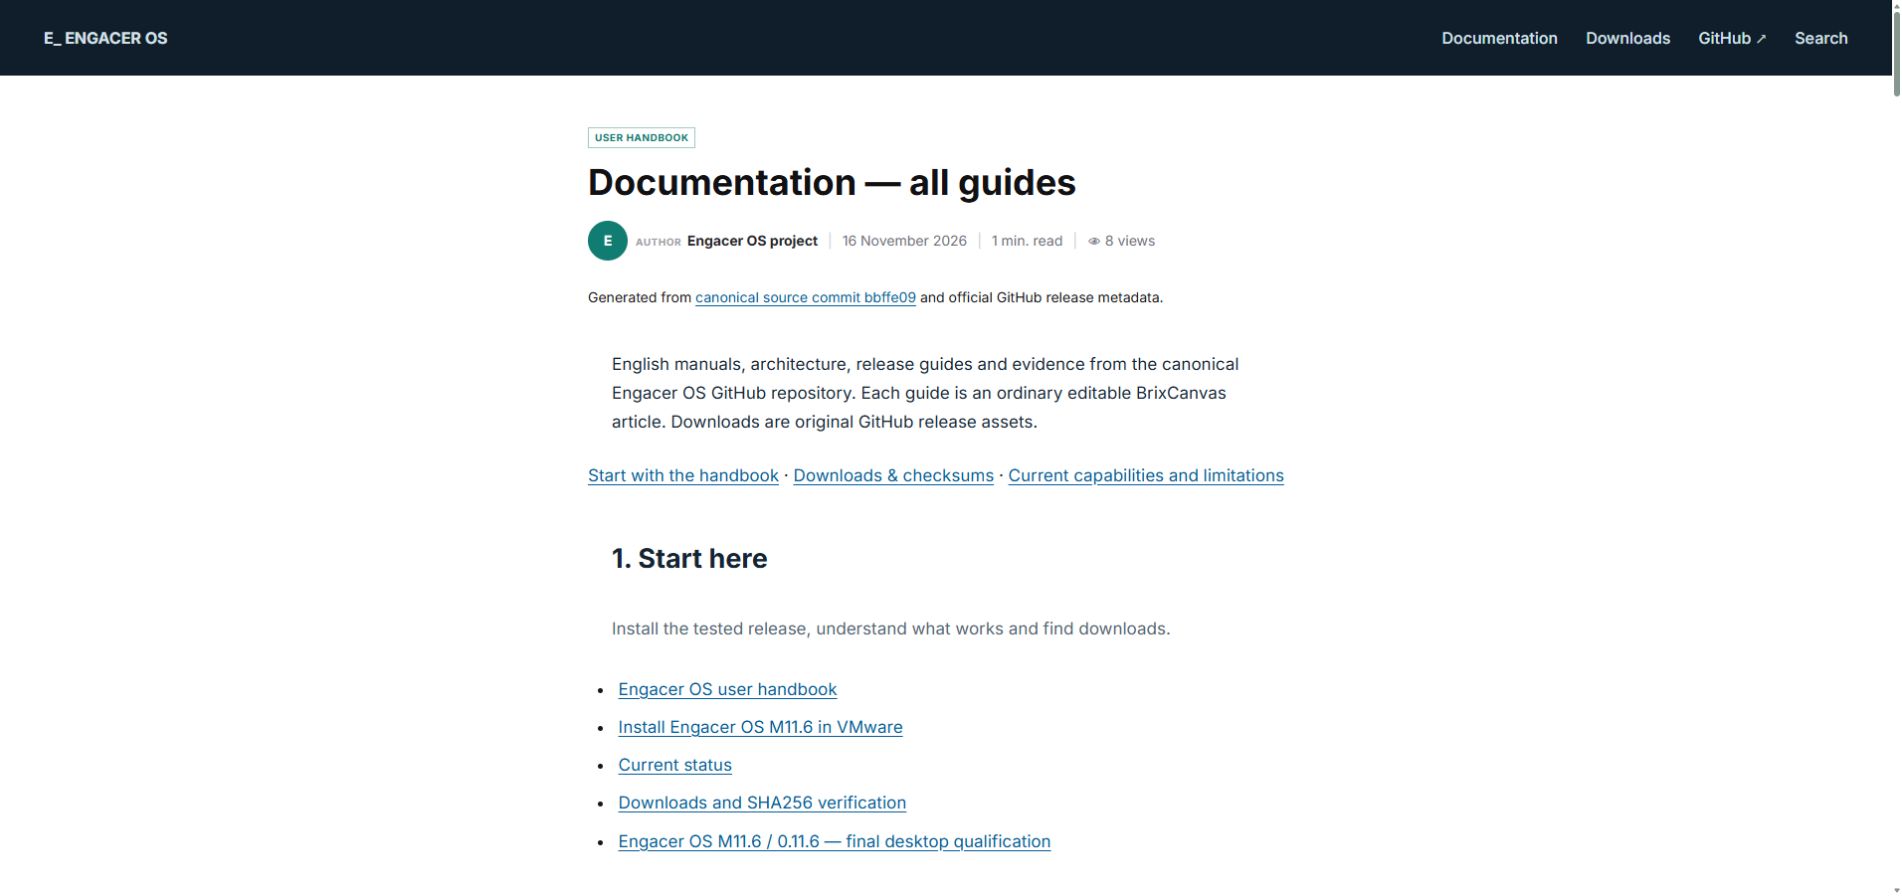 E_ ENGACER OS
Documentation Downloads GitHub ↗ Search
USER HANDBOOK
Documentation — all guides
E AUTHOR Engacer OS project 16 November 2026 1 min. read 8 views
Generated from canonical source commit bbffe09 and official GitHub release metadata.
English manuals, architecture, release guides and evidence from the canonical
Engacer OS GitHub repository. Each guide is an ordinary editable BrixCanvas
article. Downloads are original GitHub release assets.
Start with the handbook · Downloads & checksums · Current capabilities and limitations
1. Start here
Install the tested release, understand what works and find downloads.
• Engacer OS user handbook
• Install Engacer OS M11.6 in VMware
• Current status
• Downloads and SHA256 verification
• Engacer OS M11.6 / 0.11.6 — final desktop qualification